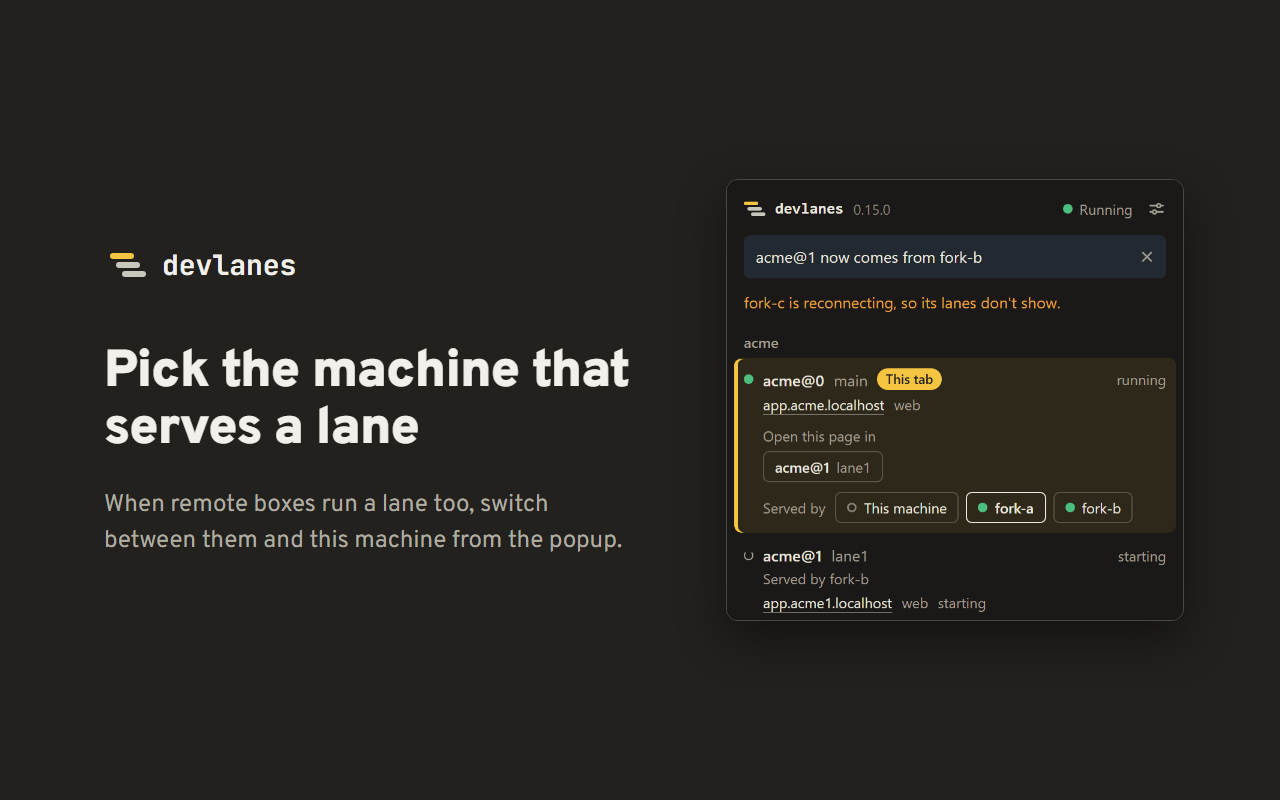 devlanes
Pick the machine that
serves a lane
When remote boxes run a lane too, switch
between them and this machine from the popup.
devlanes 0.15.0 Running
acme@1 now comes from fork-b
fork-c is reconnecting, so its lanes don't show.
acme
acme@0 main This tab running
app.acme.localhost web
Open this page in
acme@1 lane1
Served by This machine fork-a fork-b
acme@1 lane1 starting
Served by fork-b
app.acme1.localhost web starting